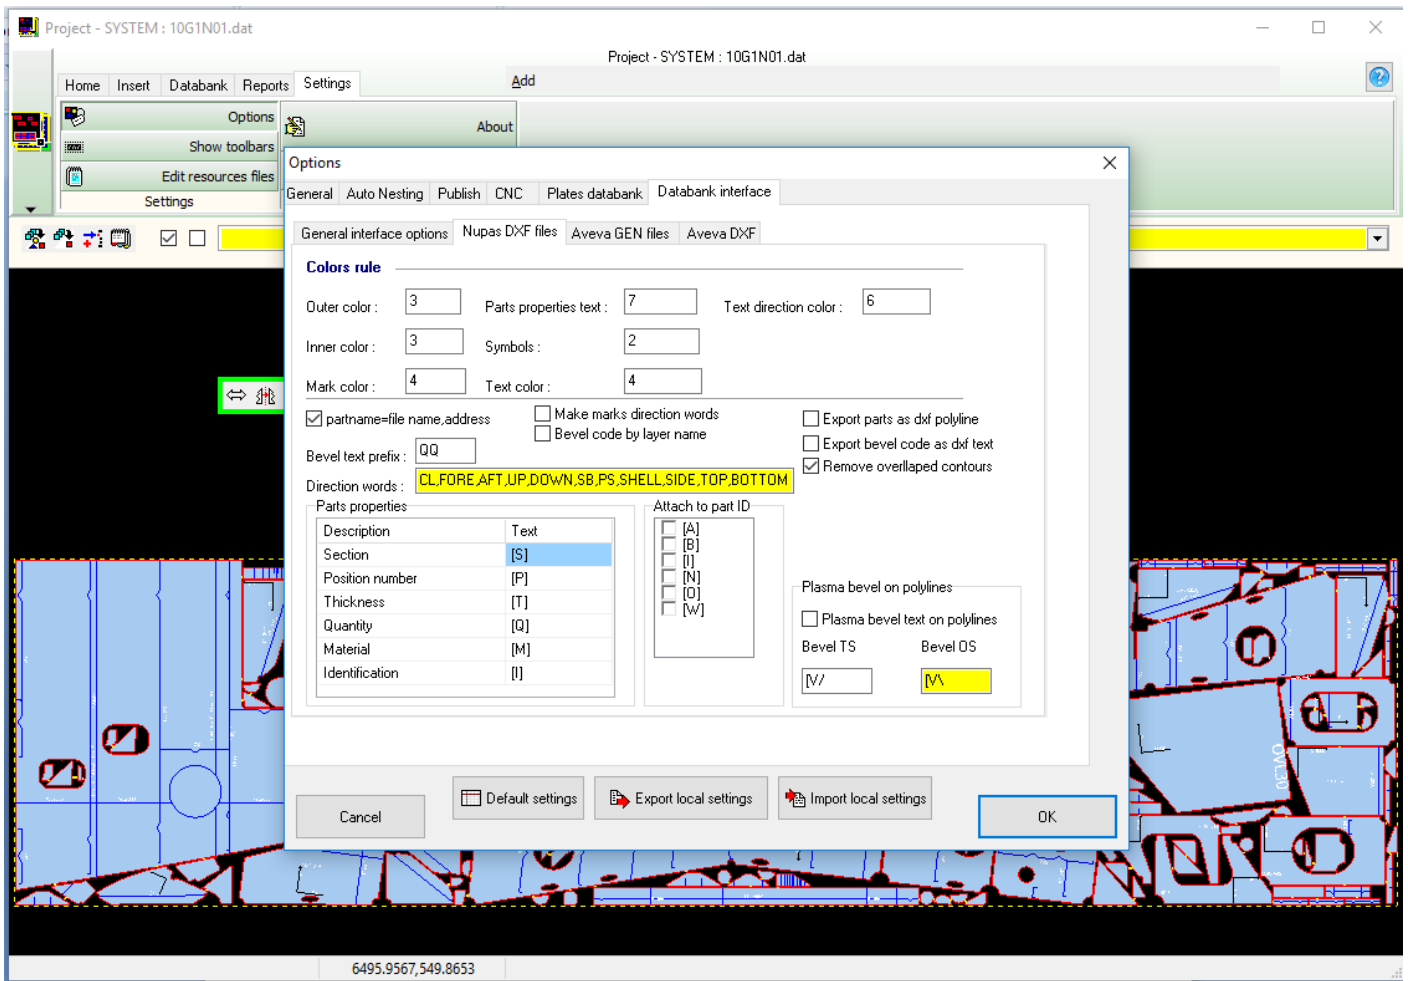 Project - SYSTEM : 10G1N01.dat
Project - SYSTEM : 10G1N01.dat
Home Insert Databank Reports Settings Add
Options
About
Show toolbars
Edit resources files
Settings
Options
General Auto Nesting Publish CNC Plates databank Databank interface
General interface options Nupas DXF files Aveva GEN files Aveva DXF
Colors rule
Outer color : 3 Parts properties text : 7 Text direction color : 6
Inner color : 3 Symbols : 2
Mark color : 4 Text color : 4
partname=file name,address Make marks direction words Export parts as dxf polyline
Bevel code by layer name Export bevel code as dxf text
Bevel text prefix : QQ Remove overllaped contours
Direction words : CL,FORE,AFT,UP,DOWN,SB,PS,SHELL,SIDE,TOP,BOTTOM
Parts properties Attach to part ID
Description Text [A]
Section [S] [B]
Position number [P] [I]
Thickness [T] [N]
Quantity [Q] [O]
Material [M] [W]
Identification [I]
Plasma bevel on polylines
Plasma bevel text on polylines
Bevel TS Bevel OS
[V/ [V\
OVL30
Default settings Export local settings Import local settings
Cancel OK
6495.9567,549.8653